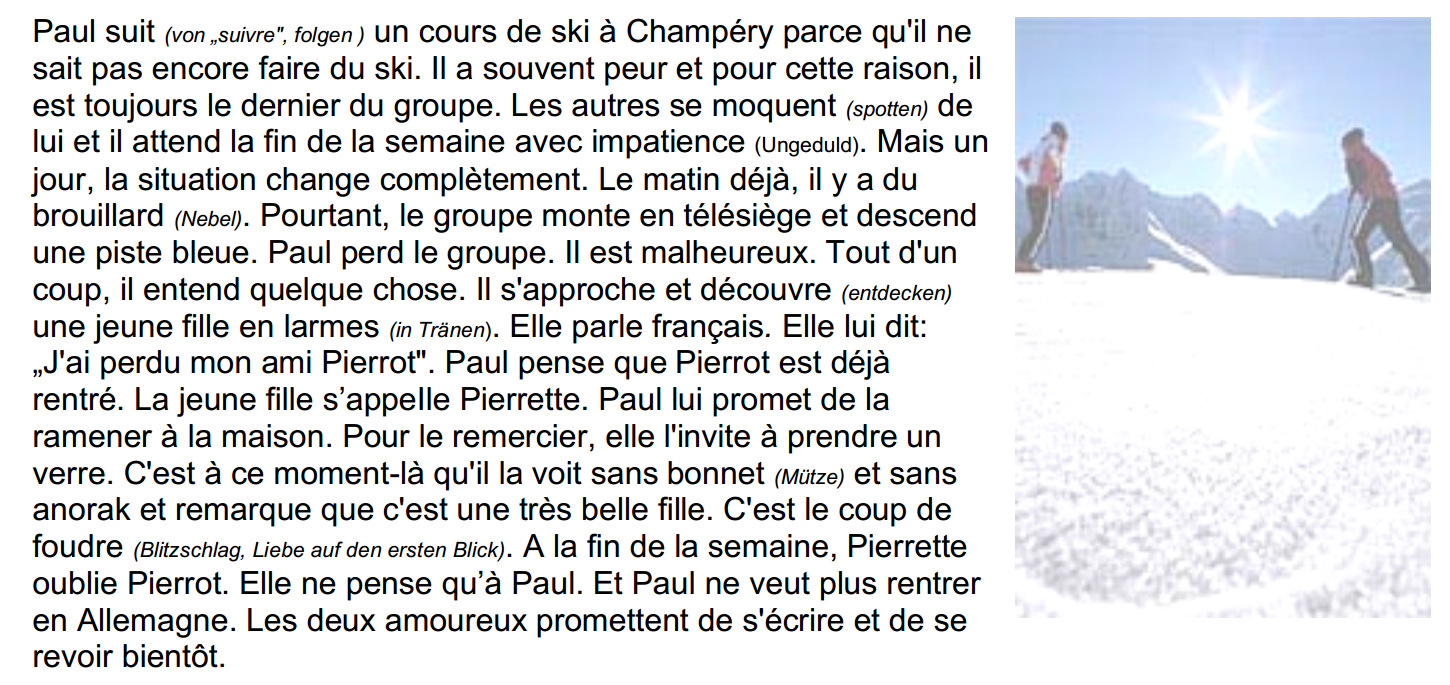 Paul suit (von „suivre", folgen ) un cours de ski à Champéry parce qu'il ne
sait pas encore faire du ski. Il a souvent peur et pour cette raison, il
est toujours le dernier du groupe. Les autres se moquent (spotten) de
lui et il attend la fin de la semaine avec impatience (Ungeduld). Mais un
jour, la situation change complètement. Le matin déjà, il y a du
brouillard (Nebel). Pourtant, le groupe monte en télésiège et descend
une piste bleue. Paul perd le groupe. Il est malheureux. Tout d'un
coup, il entend quelque chose. Il s'approche et découvre (entdecken)
une jeune fille en larmes (in Tränen). Elle parle français. Elle lui dit:
„J'ai perdu mon ami Pierrot". Paul pense que Pierrot est déjà
rentré. La jeune fille s’appelle Pierrette. Paul lui promet de la
ramener à la maison. Pour le remercier, elle l'invite à prendre un
verre. C'est à ce moment-là qu'il la voit sans bonnet (Mütze) et sans
anorak et remarque que c'est une très belle fille. C'est le coup de
foudre (Blitzschlag, Liebe auf den ersten Blick). A la fin de la semaine, Pierrette
oublie Pierrot. Elle ne pense qu’à Paul. Et Paul ne veut plus rentrer
en Allemagne. Les deux amoureux promettent de s'écrire et de se
revoir bientôt.